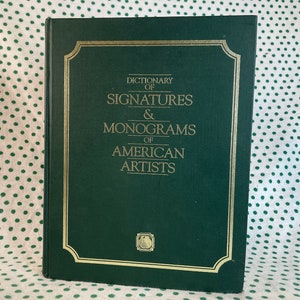 DICTIONARY
OF
SIGNATURES
&
MONOGRAMS
OF
AMERICAN
ARTISTS